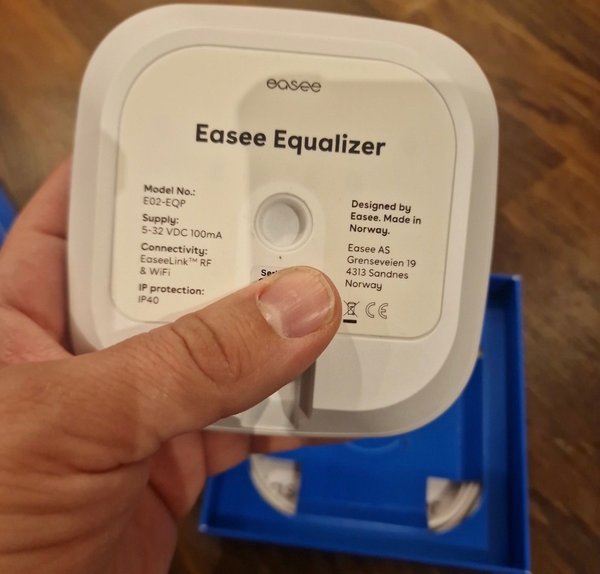 easee
Easee Equalizer
Model No.:
E02-EQP
Supply:
5-32 VDC 100mA
Connectivity:
EaseeLink™ RF
& WiFi
IP protection:
IP40
Designed by
Easee. Made in
Norway.
Easee AS
Grenseveien 19
4313 Sandnes
Norway
CE